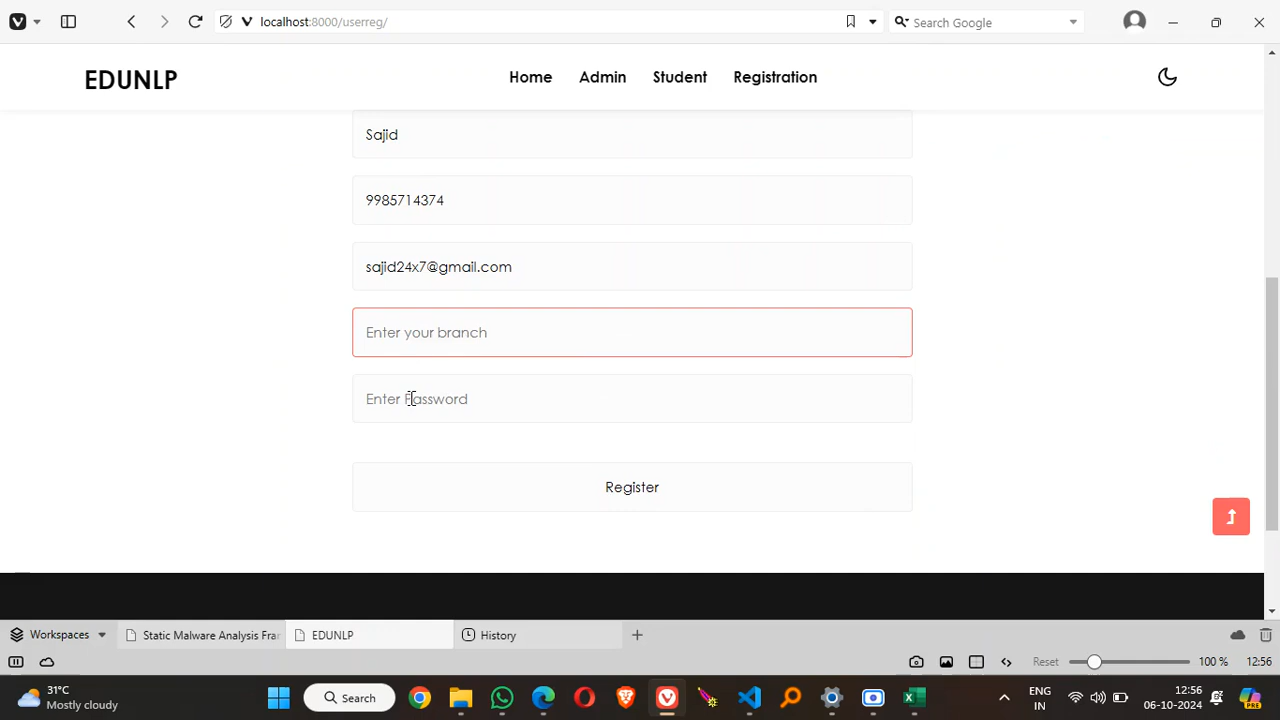 localhost:8000/userreg/
Search Google
EDUNLP
Home Admin Student Registration
Sajid
9985714374
sajid24x7@gmail.com
Enter your branch
Enter Password
Register
Workspaces
Static Malware Analysis Fra
EDUNLP
History
Reset
100 %
12:56
31°C
Mostly cloudy
Search
ENG
IN
12:56
06-10-2024
PRE